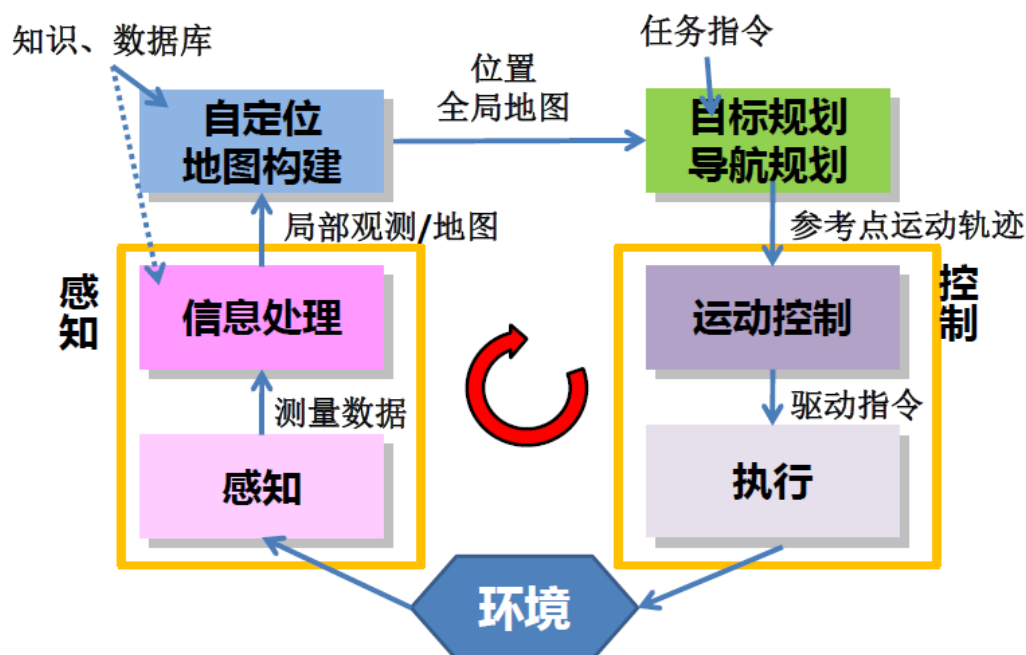 知识、数据库
任务指令
自定位
地图构建
位置
全局地图
目标规划
导航规划
局部观测/地图
参考点运动轨迹
感知
信息处理
运动控制
控制
测量数据
驱动指令
感知
执行
环境